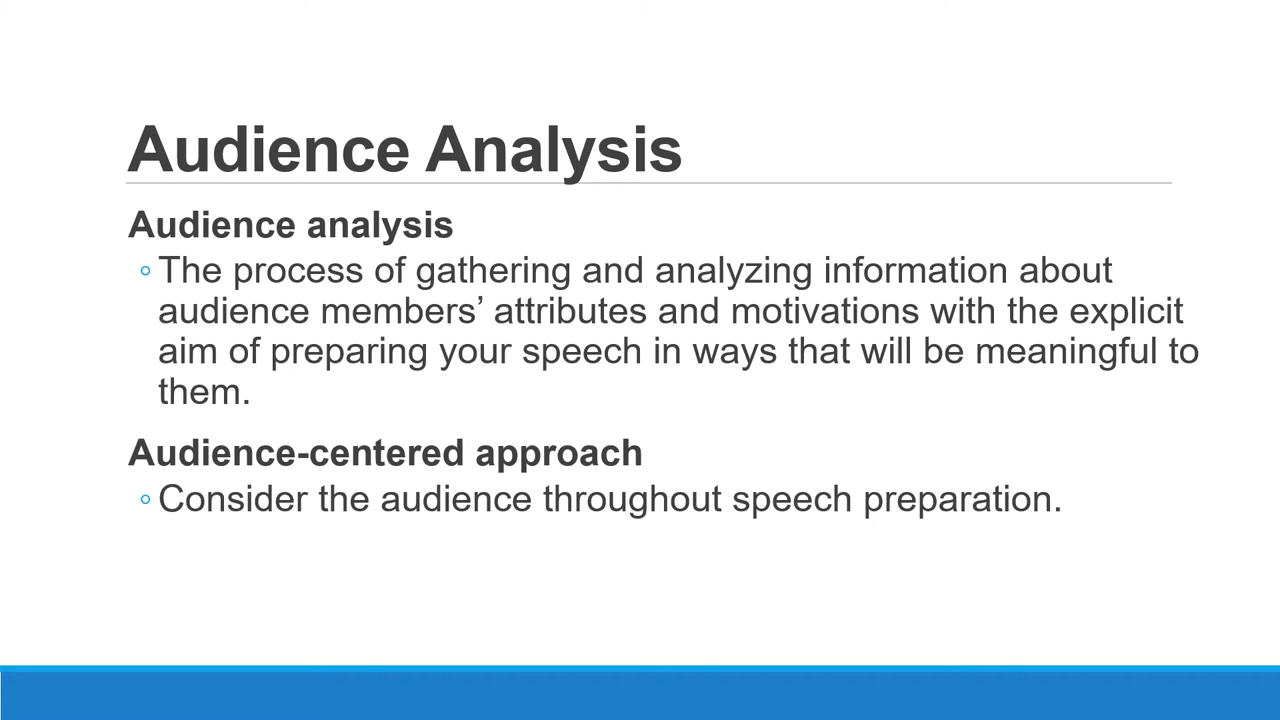 Audience Analysis
Audience analysis
◦ The process of gathering and analyzing information about
audience members’ attributes and motivations with the explicit
aim of preparing your speech in ways that will be meaningful to
them.
Audience-centered approach
◦ Consider the audience throughout speech preparation.